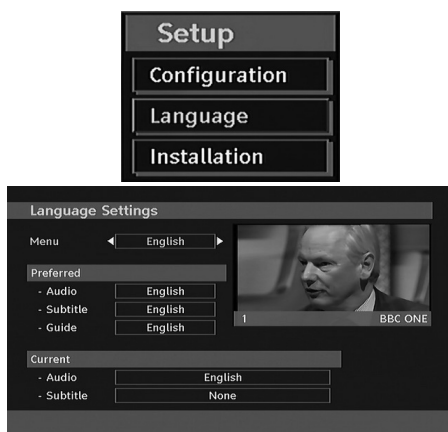 Setup
Configuration
Language
Installation
Language Settings
Menu English
Preferred
- Audio English
- Subtitle English
- Guide English
1 BBC ONE
Current
- Audio English
- Subtitle None